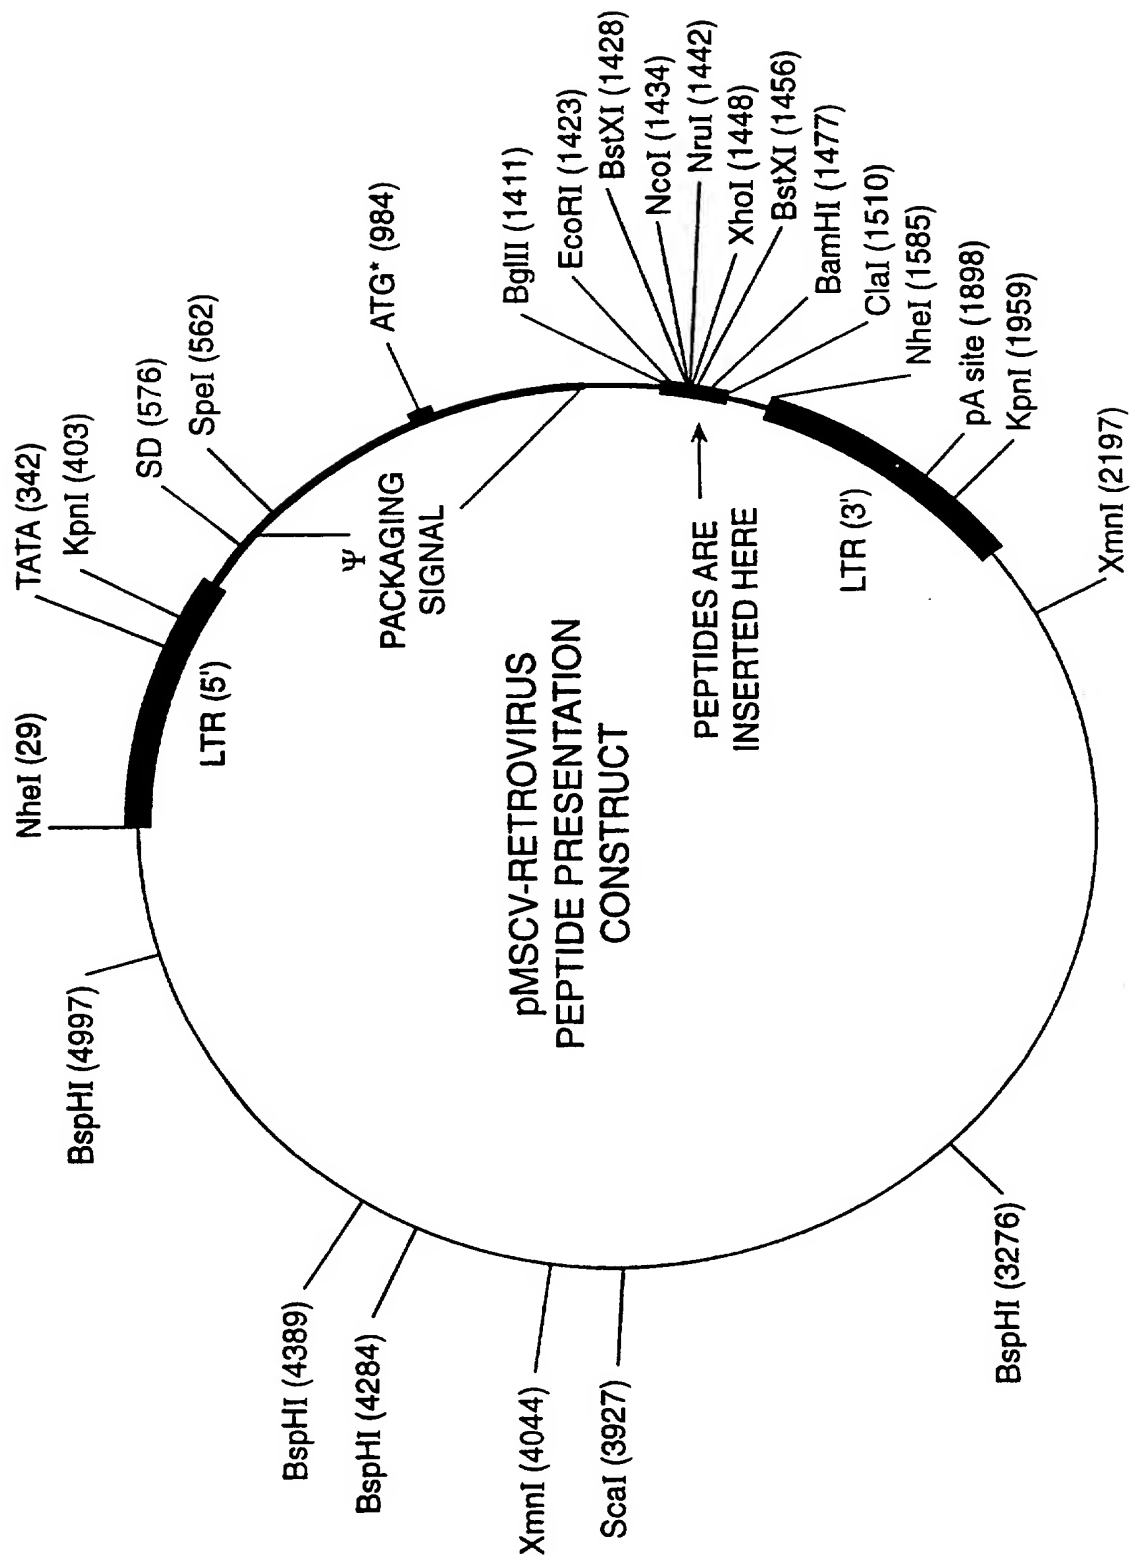 NheI (29)
TATA (342)
KpnI (403)
SD (576)
SpeI (562)
ATG* (984)
BglII (1411)
EcoRI (1423)
BstXI (1428)
NcoI (1434)
NruI (1442)
XhoI (1448)
BstXI (1456)
BamHI (1477)
ClaI (1510)
NheI (1585)
pA site (1898)
KpnI (1959)
XmnI (2197)
BspHI (3276)
ScaI (3927)
XmnI (4044)
BspHI (4284)
BspHI (4389)
BspHI (4997)
LTR (5')
Ψ
PACKAGING
SIGNAL
PEPTIDES ARE
INSERTED HERE
LTR (3')
pMSCV-RETROVIRUS
PEPTIDE PRESENTATION
CONSTRUCT